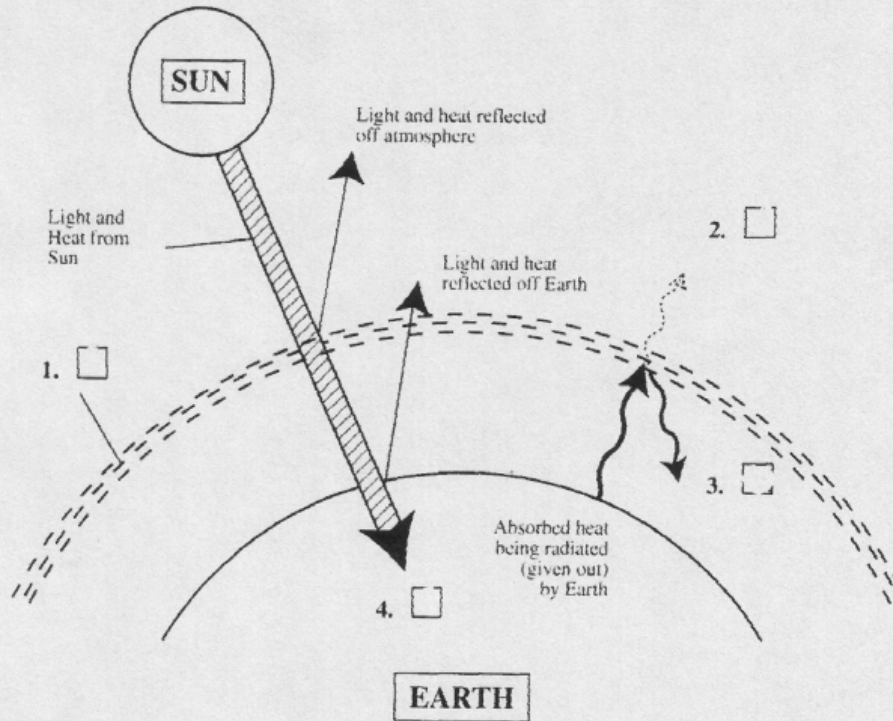 SUN
Light and heat reflected
off atmosphere
Light and
Heat from
Sun
2.
Light and heat
reflected off Earth
1.
3.
Absorbed heat
being radiated
(given out)
by Earth
4.
EARTH